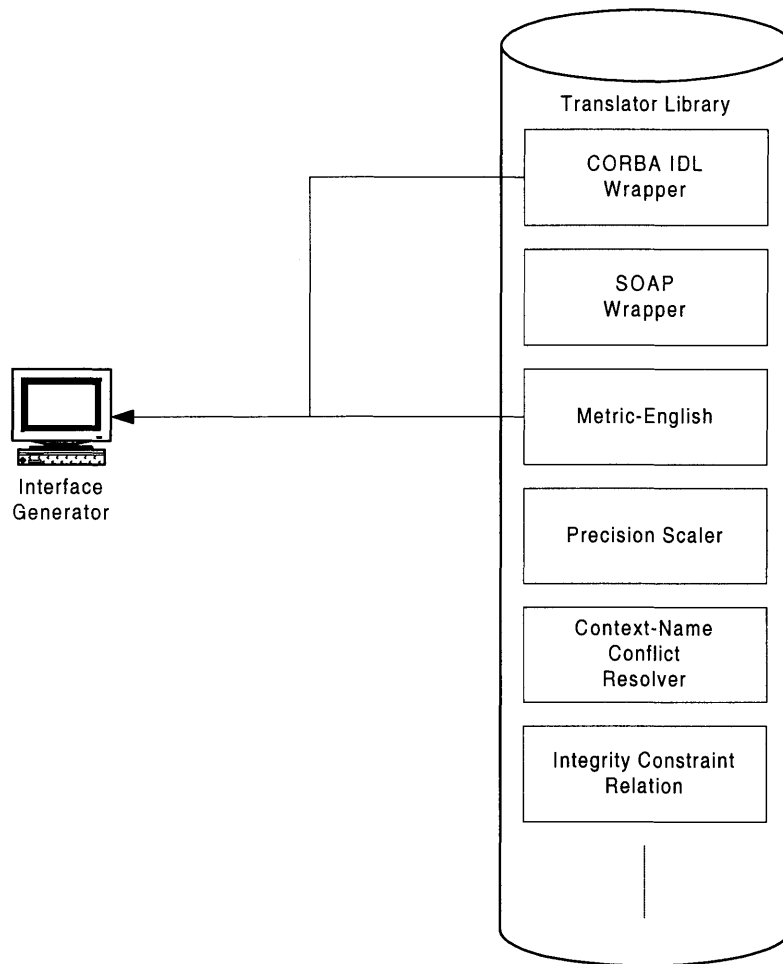 Translator Library
CORBA IDL
Wrapper
SOAP
Wrapper
Metric-English
Interface
Generator
Precision Scaler
Context-Name
Conflict
Resolver
Integrity Constraint
Relation